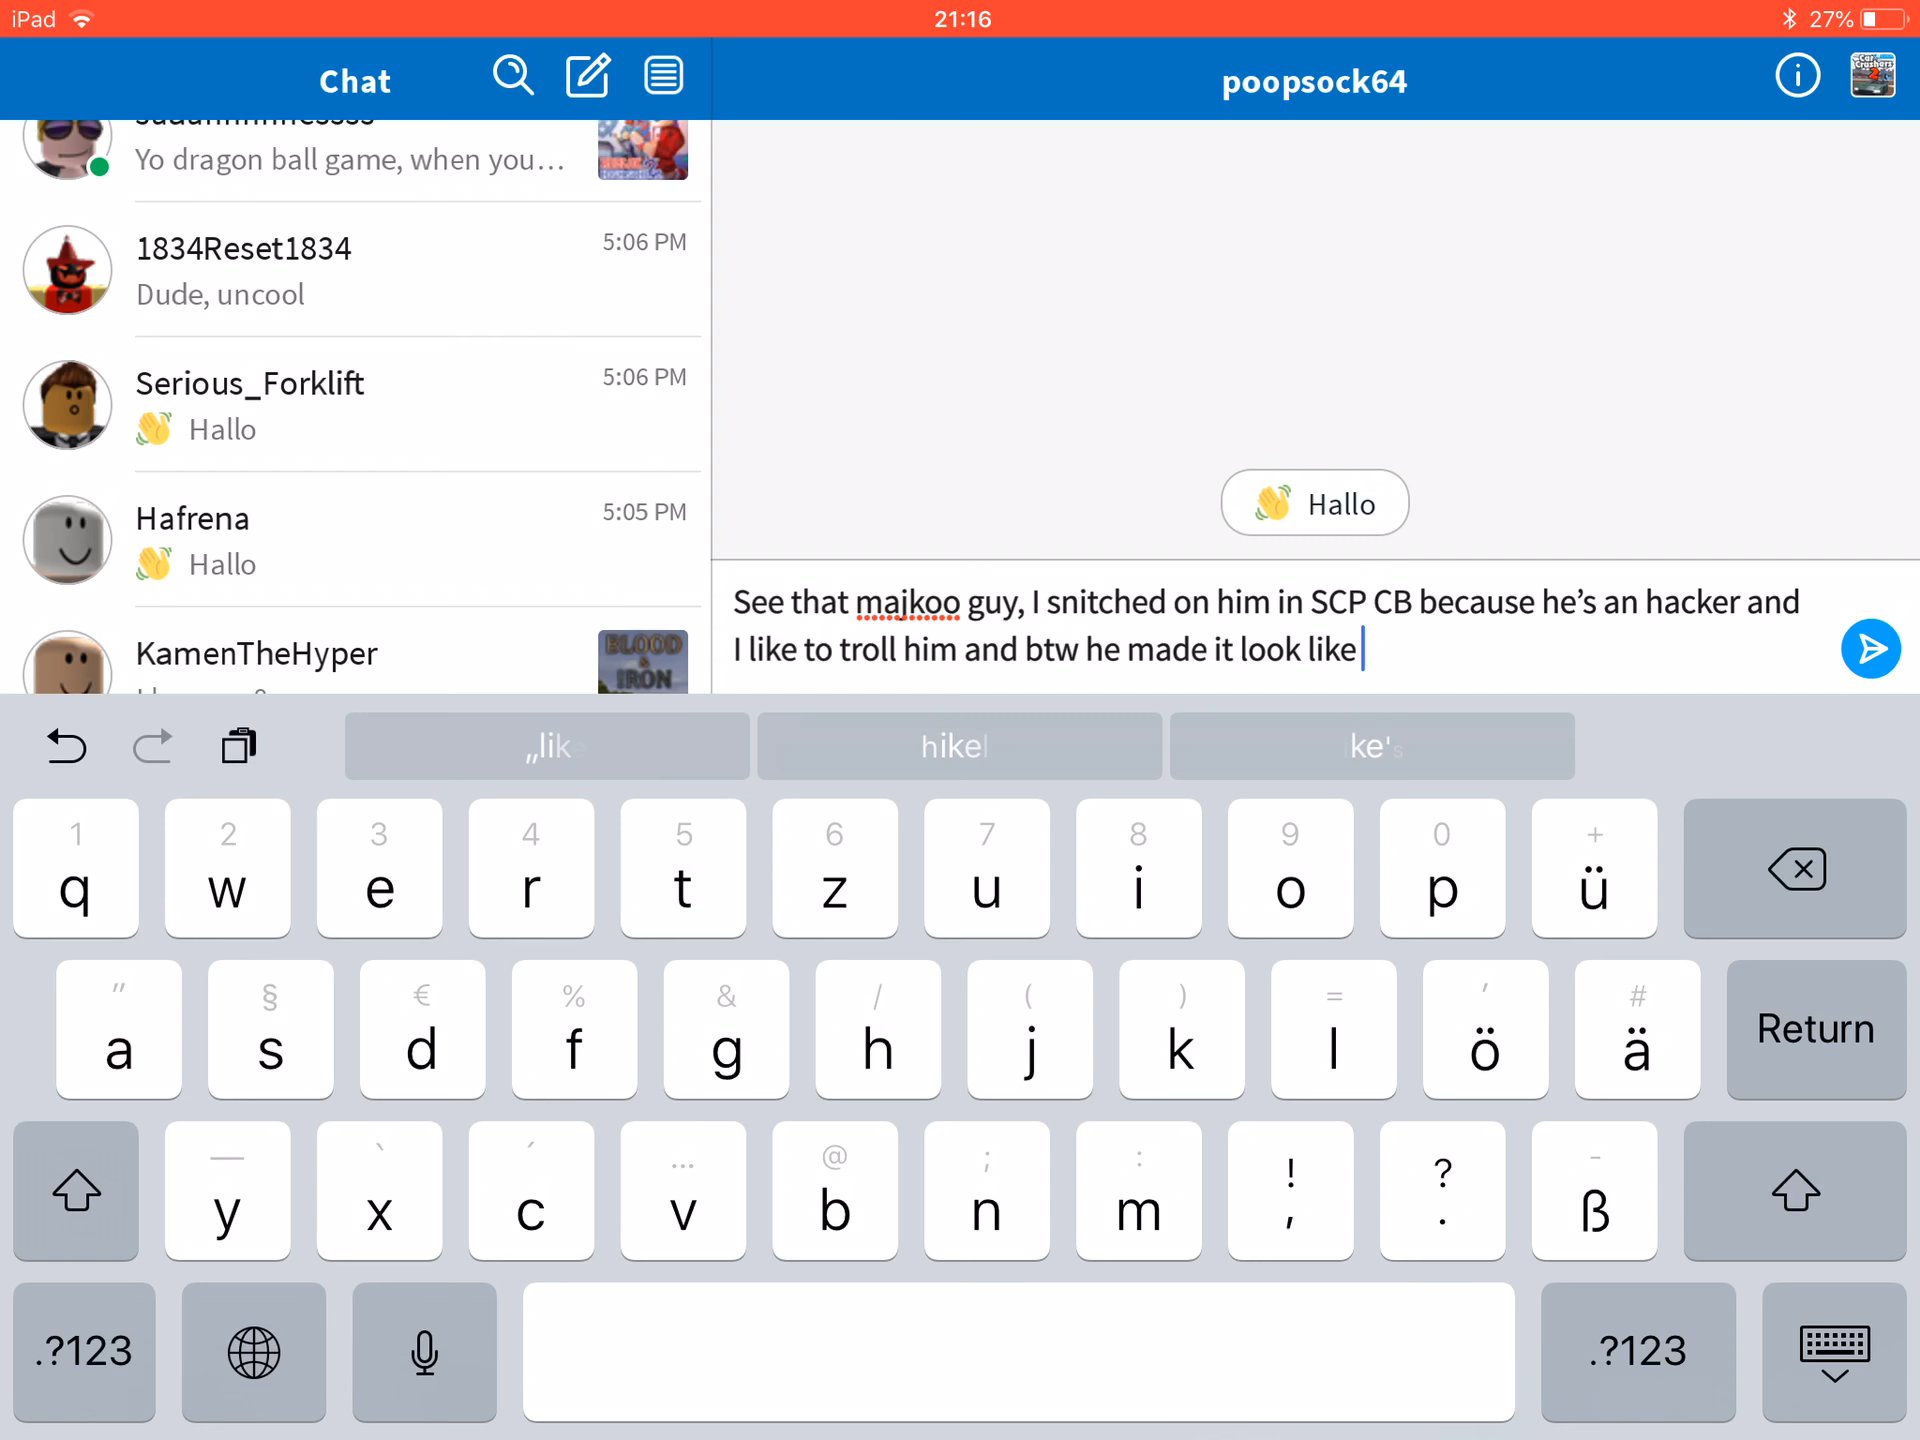 iPad
21:16
27%
Chat
poopsock64
Yo dragon ball game, when you...
1834Reset1834
5:06 PM
Dude, uncool
Serious_Forklift
5:06 PM
👋 Hallo
Hafrena
5:05 PM
👋 Hallo
KamenTheHyper
BLOOD
&
IRON
👋 Hallo
See that majkoo guy, I snitched on him in SCP CB because he's an hacker and
I like to troll him and btw he made it look like
„like
hikel
ke's
1 2 3 4 5 6 7 8 9 0 +
q w e r t z u i o p ü
" § € % & / ( ) = ' #
a s d f g h j k l ö ä Return
— ` ´ ... @ ; : ! ? -
y x c v b n m , . ß
.?123 .?123